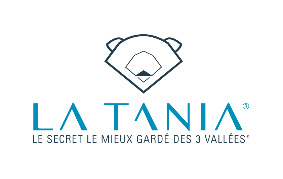 LA TANIA®
LE SECRET LE MIEUX GARDÉ DES 3 VALLÉES*